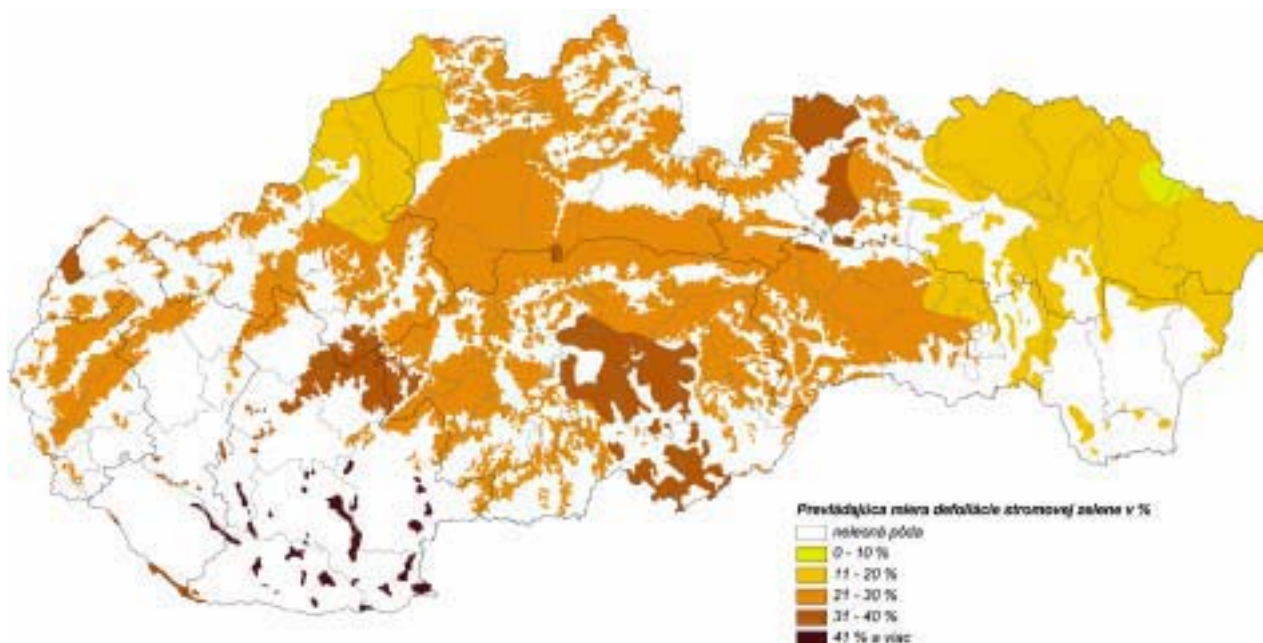 Prevládajúca miera defoliácie stromovej zelene v %
nelesná pôda
0 - 10 %
11 - 20 %
21 - 30 %
31 - 40 %
41 % a viac